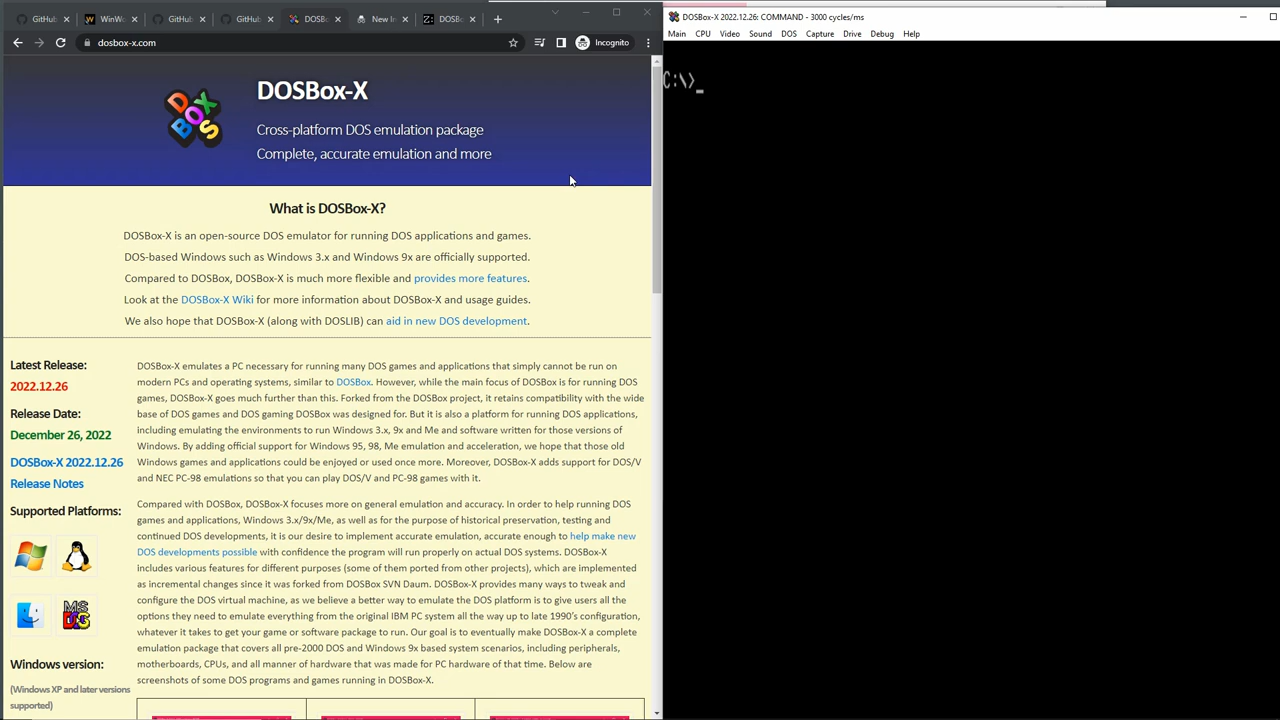 GitHub
WinWo
GitHub
GitHub
DOSBo
New In
DOSBo
dosbox-x.com
Incognito
DOSBox-X
Cross-platform DOS emulation package
Complete, accurate emulation and more
What is DOSBox-X?
DOSBox-X is an open-source DOS emulator for running DOS applications and games.
DOS-based Windows such as Windows 3.x and Windows 9x are officially supported.
Compared to DOSBox, DOSBox-X is much more flexible and provides more features.
Look at the DOSBox-X Wiki for more information about DOSBox-X and usage guides.
We also hope that DOSBox-X (along with DOSLIB) can aid in new DOS development.
Latest Release:
2022.12.26
Release Date:
December 26, 2022
DOSBox-X 2022.12.26
Release Notes
Supported Platforms:
Windows version:
(Windows XP and later versions
supported)
DOSBox-X emulates a PC necessary for running many DOS games and applications that simply cannot be run on
modern PCs and operating systems, similar to DOSBox. However, while the main focus of DOSBox is for running DOS
games, DOSBox-X goes much further than this. Forked from the DOSBox project, it retains compatibility with the wide
base of DOS games and DOS gaming DOSBox was designed for. But it is also a platform for running DOS applications,
including emulating the environments to run Windows 3.x, 9x and Me and software written for those versions of
Windows. By adding official support for Windows 95, 98, Me emulation and acceleration, we hope that those old
Windows games and applications could be enjoyed or used once more. Moreover, DOSBox-X adds support for DOS/V
and NEC PC-98 emulations so that you can play DOS/V and PC-98 games with it.
Compared with DOSBox, DOSBox-X focuses more on general emulation and accuracy. In order to help running DOS
games and applications, Windows 3.x/9x/Me, as well as for the purpose of historical preservation, testing and
continued DOS developments, it is our desire to implement accurate emulation, accurate enough to help make new
DOS developments possible with confidence the program will run properly on actual DOS systems. DOSBox-X
includes various features for different purposes (some of them ported from other projects), which are implemented
as incremental changes since it was forked from DOSBox SVN Daum. DOSBox-X provides many ways to tweak and
configure the DOS virtual machine, as we believe a better way to emulate the DOS platform is to give users all the
options they need to emulate everything from the original IBM PC system all the way up to late 1990's configuration,
whatever it takes to get your game or software package to run. Our goal is to eventually make DOSBox-X a complete
emulation package that covers all pre-2000 DOS and Windows 9x based system scenarios, including peripherals,
motherboards, CPUs, and all manner of hardware that was made for PC hardware of that time. Below are
screenshots of some DOS programs and games running in DOSBox-X.
DOSBox-X 2022.12.26: COMMAND - 3000 cycles/ms
Main CPU Video Sound DOS Capture Drive Debug Help
C:\>_